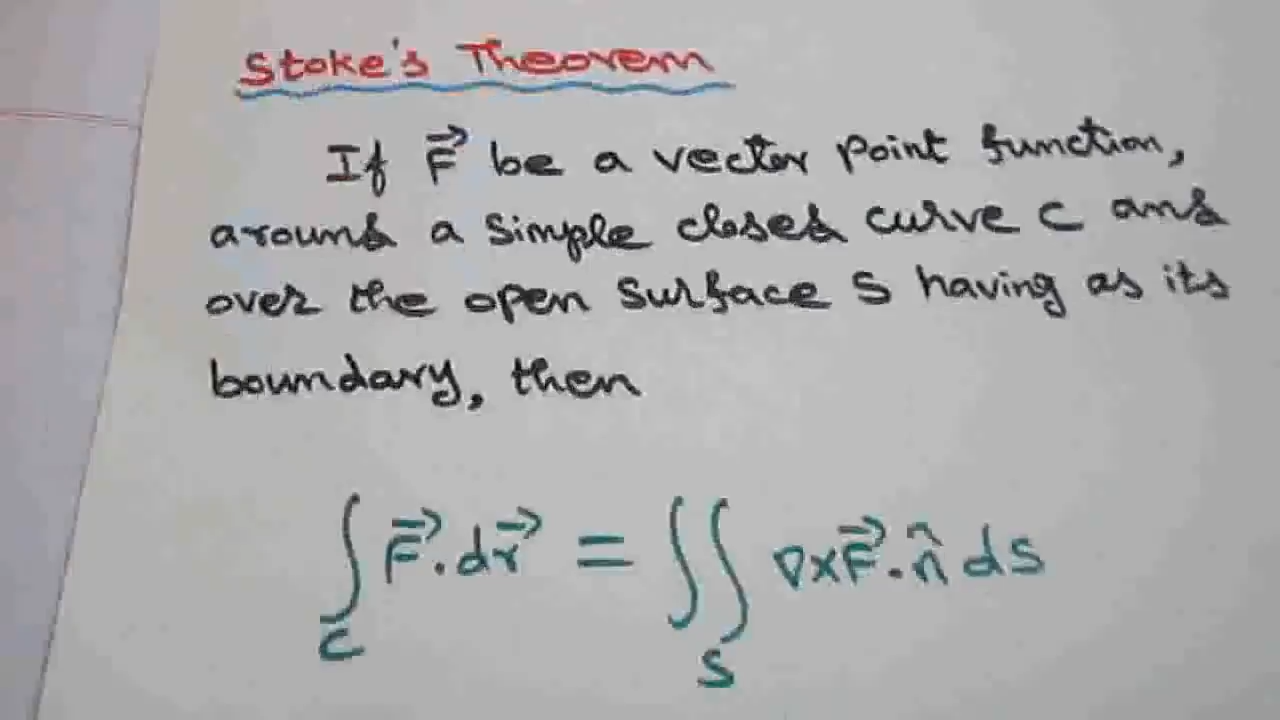 Stoke's Theorem
If F⃗ be a vector point function,
around a simple closed curve C and
over the open surface S having as its
boundary, then
∫_C F⃗.dr⃗ = ∬_S ∇×F⃗.n̂ ds